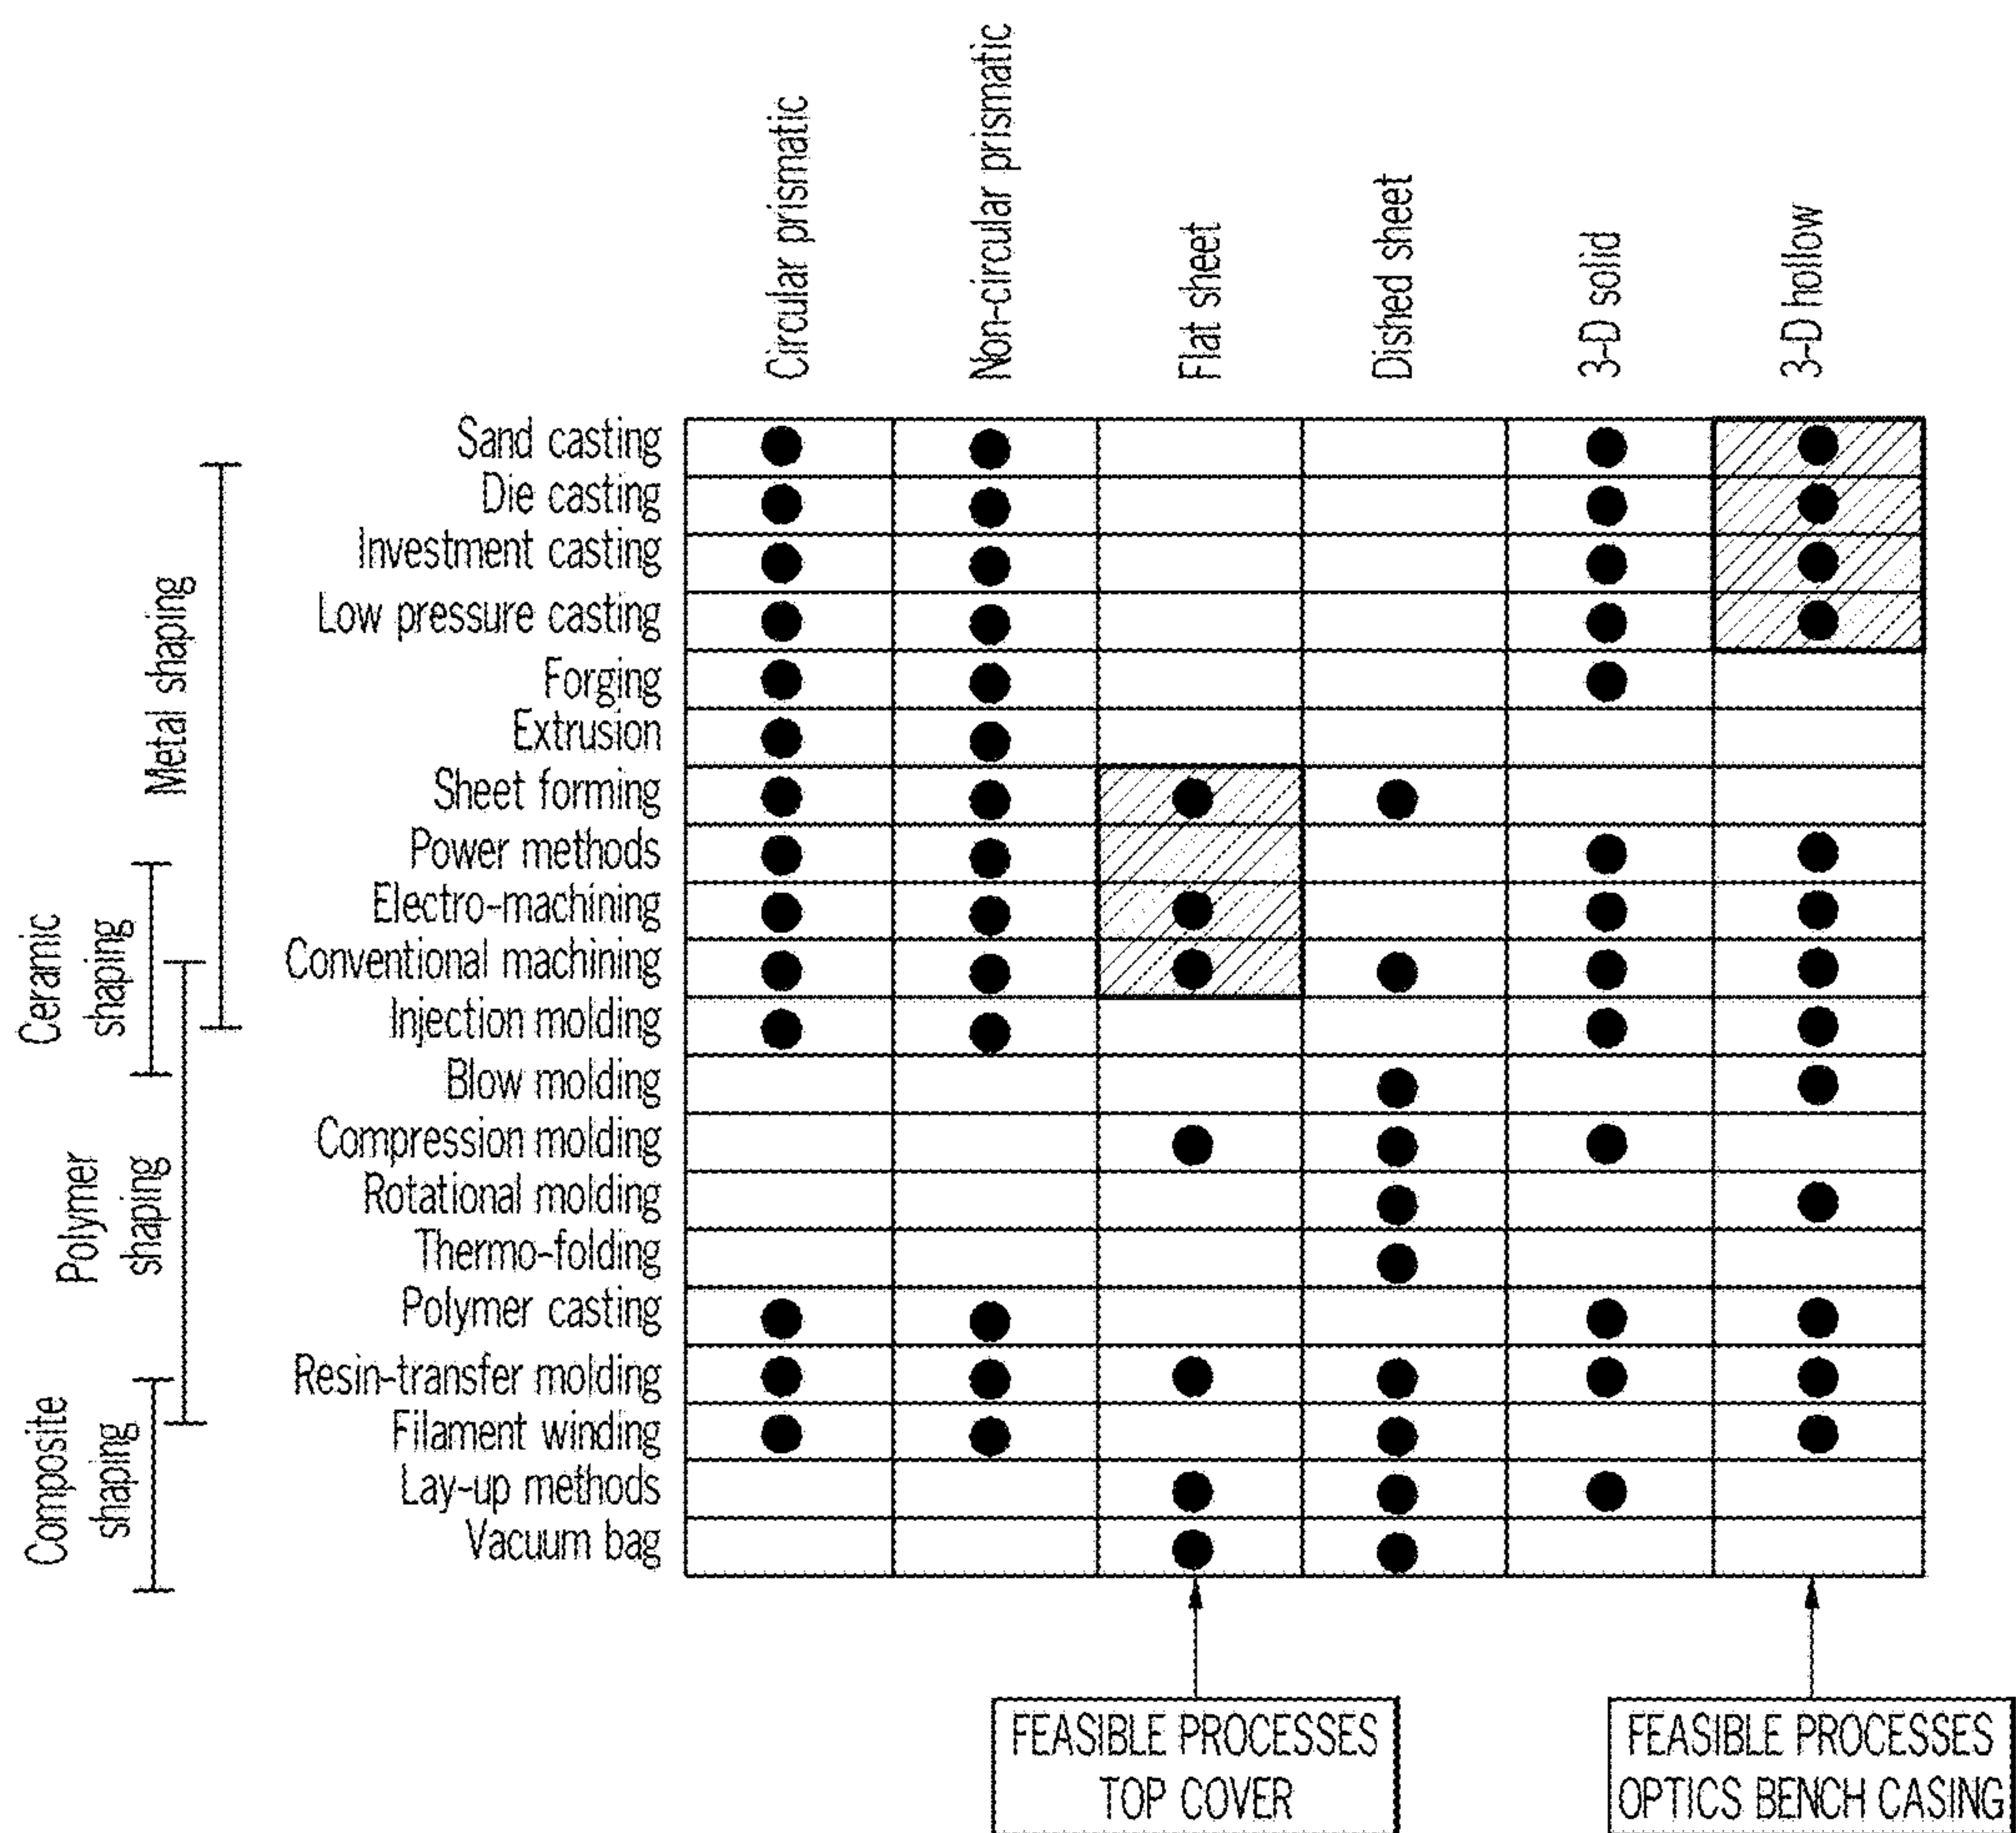 Circular prismatic
Non-circular prismatic
Flat sheet
Dished sheet
3-D solid
3-D hollow
Metal shaping
Ceramic
shaping
Polymer
shaping
Composite
shaping
Sand casting
Die casting
Investment casting
Low pressure casting
Forging
Extrusion
Sheet forming
Power methods
Electro-machining
Conventional machining
Injection molding
Blow molding
Compression molding
Rotational molding
Thermo-folding
Polymer casting
Resin-transfer molding
Filament winding
Lay-up methods
Vacuum bag
FEASIBLE PROCESSES
TOP COVER
FEASIBLE PROCESSES
OPTICS BENCH CASING